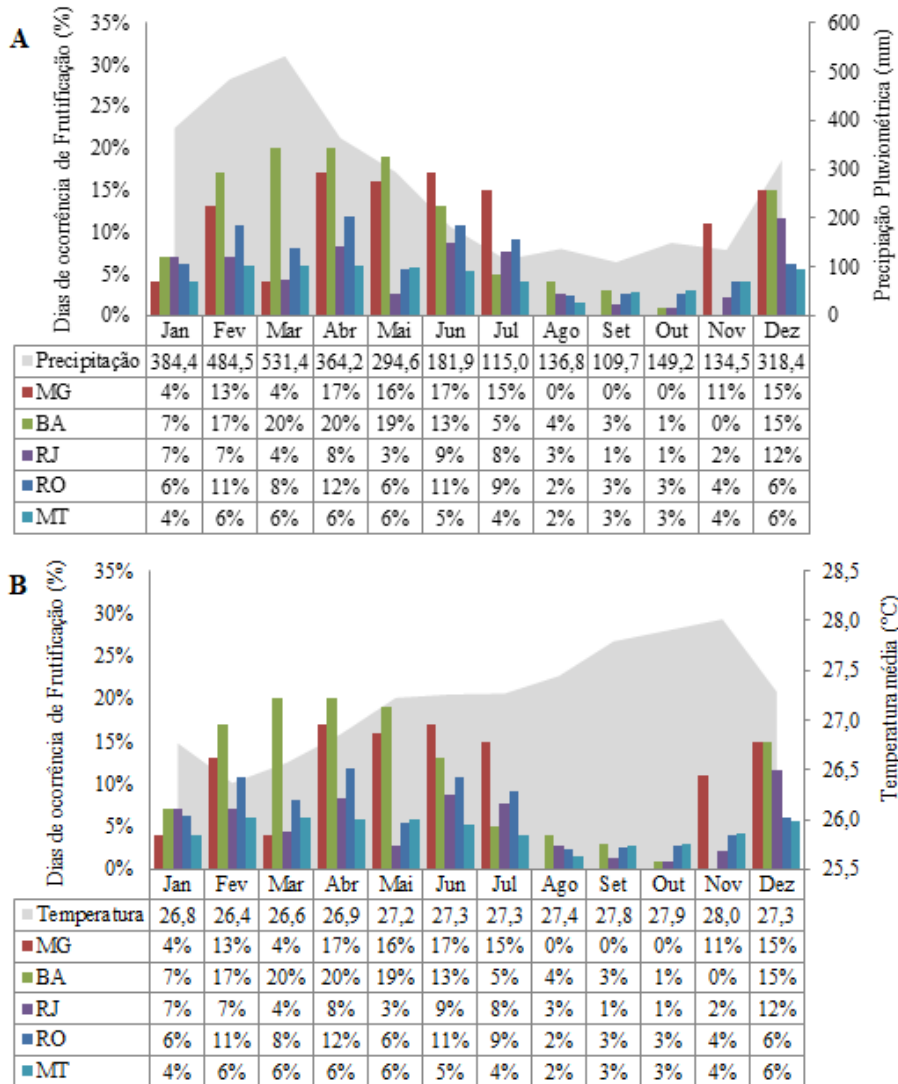 A
Dias de ocorrência de Frutificação (%)
Precipiação Pluviométrica (mm)
35% 600
30% 500
25% 400
20% 300
15% 200
10% 100
5% 0
0%
Jan Fev Mar Abr Mai Jun Jul Ago Set Out Nov Dez
Precipitação 384,4 484,5 531,4 364,2 294,6 181,9 115,0 136,8 109,7 149,2 134,5 318,4
MG 4% 13% 4% 17% 16% 17% 15% 0% 0% 0% 11% 15%
BA 7% 17% 20% 20% 19% 13% 5% 4% 3% 1% 0% 15%
RJ 7% 7% 4% 8% 3% 9% 8% 3% 1% 1% 2% 12%
RO 6% 11% 8% 12% 6% 11% 9% 2% 3% 3% 4% 6%
MT 4% 6% 6% 6% 6% 5% 4% 2% 3% 3% 4% 6%
B
Dias de ocorrência de Frutificação (%)
Temperatura média (°C)
35% 28,5
30% 28,0
25% 27,5
20% 27,0
15% 26,5
10% 26,0
5% 25,5
0%
Jan Fev Mar Abr Mai Jun Jul Ago Set Out Nov Dez
Temperatura 26,8 26,4 26,6 26,9 27,2 27,3 27,3 27,4 27,8 27,9 28,0 27,3
MG 4% 13% 4% 17% 16% 17% 15% 0% 0% 0% 11% 15%
BA 7% 17% 20% 20% 19% 13% 5% 4% 3% 1% 0% 15%
RJ 7% 7% 4% 8% 3% 9% 8% 3% 1% 1% 2% 12%
RO 6% 11% 8% 12% 6% 11% 9% 2% 3% 3% 4% 6%
MT 4% 6% 6% 6% 6% 5% 4% 2% 3% 3% 4% 6%